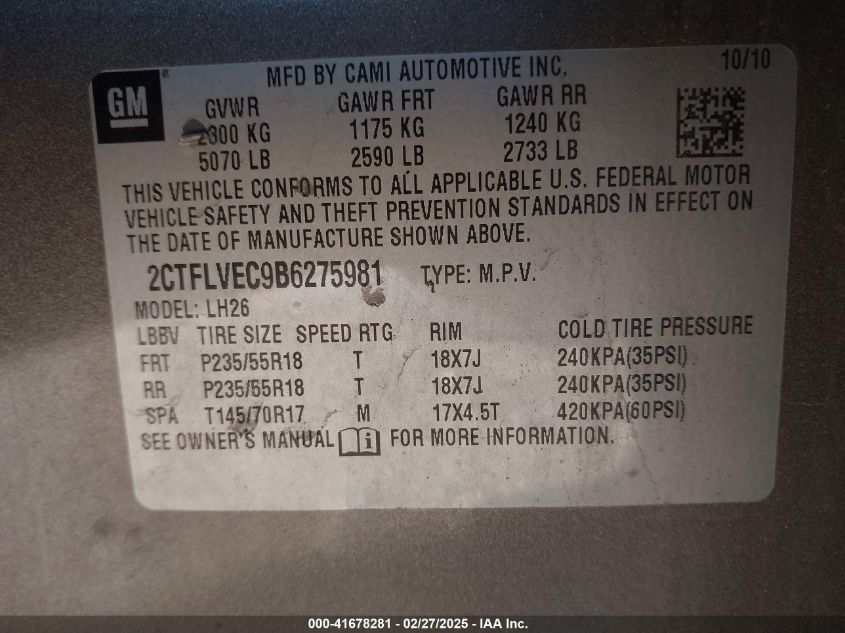 GM ®
MFD BY CAMI AUTOMOTIVE INC. 10/10
GVWR GAWR FRT GAWR RR
2300 KG 1175 KG 1240 KG
5070 LB 2590 LB 2733 LB
THIS VEHICLE CONFORMS TO ALL APPLICABLE U.S. FEDERAL MOTOR
VEHICLE SAFETY AND THEFT PREVENTION STANDARDS IN EFFECT ON
THE DATE OF MANUFACTURE SHOWN ABOVE.
2CTFLVEC9B6275981 TYPE: M.P.V.
MODEL: LH26
LBBV TIRE SIZE SPEED RTG RIM COLD TIRE PRESSURE
FRT P235/55R18 T 18X7J 240KPA(35PSI)
RR P235/55R18 T 18X7J 240KPA(35PSI)
SPA T145/70R17 M 17X4.5T 420KPA(60PSI)
SEE OWNER'S MANUAL i FOR MORE INFORMATION.
000-41678281 - 02/27/2025 - IAA Inc.